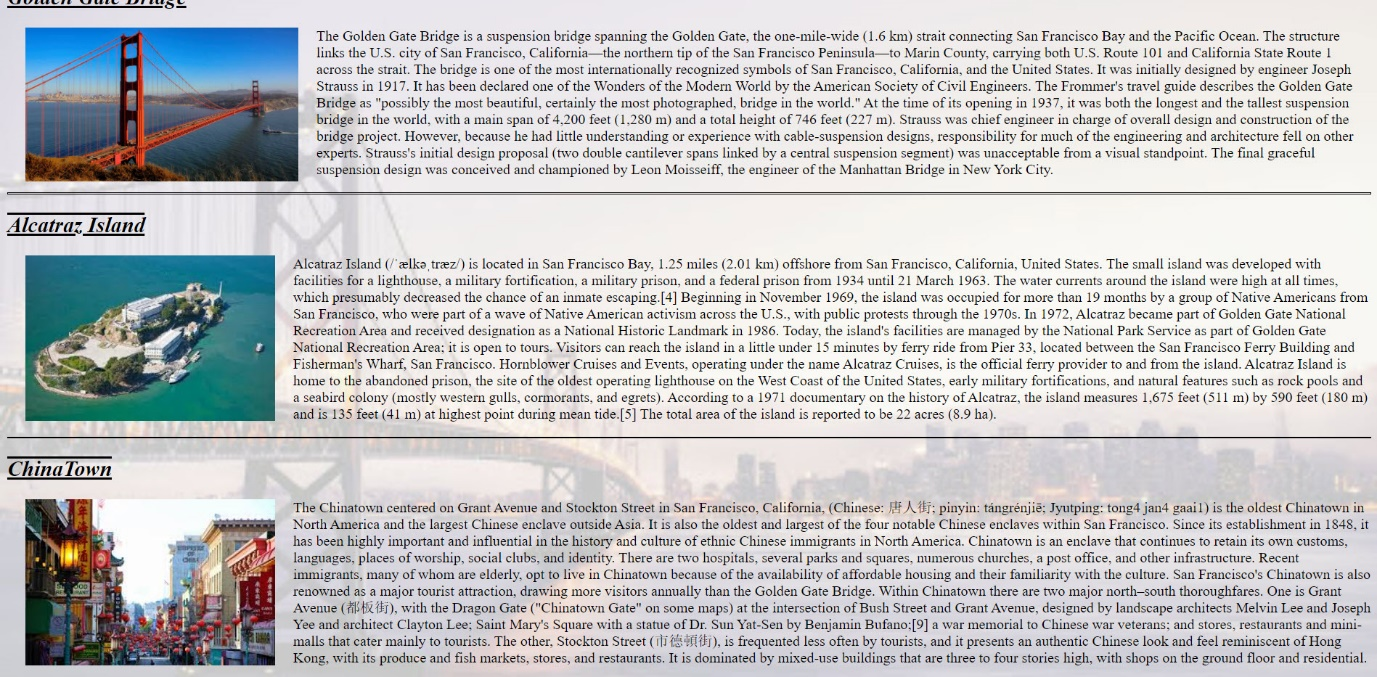 Golden Gate Bridge
The Golden Gate Bridge is a suspension bridge spanning the Golden Gate, the one-mile-wide (1.6 km) strait connecting San Francisco Bay and the Pacific Ocean. The structure
links the U.S. city of San Francisco, California—the northern tip of the San Francisco Peninsula—to Marin County, carrying both U.S. Route 101 and California State Route 1
across the strait. The bridge is one of the most internationally recognized symbols of San Francisco, California, and the United States. It was initially designed by engineer Joseph
Strauss in 1917. It has been declared one of the Wonders of the Modern World by the American Society of Civil Engineers. The Frommer's travel guide describes the Golden Gate
Bridge as "possibly the most beautiful, certainly the most photographed, bridge in the world." At the time of its opening in 1937, it was both the longest and the tallest suspension
bridge in the world, with a main span of 4,200 feet (1,280 m) and a total height of 746 feet (227 m). Strauss was chief engineer in charge of overall design and construction of the
bridge project. However, because he had little understanding or experience with cable-suspension designs, responsibility for much of the engineering and architecture fell on other
experts. Strauss's initial design proposal (two double cantilever spans linked by a central suspension segment) was unacceptable from a visual standpoint. The final graceful
suspension design was conceived and championed by Leon Moisseiff, the engineer of the Manhattan Bridge in New York City.
Alcatraz Island
Alcatraz Island (/ˈælkəˌtræz/) is located in San Francisco Bay, 1.25 miles (2.01 km) offshore from San Francisco, California, United States. The small island was developed with
facilities for a lighthouse, a military fortification, a military prison, and a federal prison from 1934 until 21 March 1963. The water currents around the island were high at all times,
which presumably decreased the chance of an inmate escaping.[4] Beginning in November 1969, the island was occupied for more than 19 months by a group of Native Americans from
San Francisco, who were part of a wave of Native American activism across the U.S., with public protests through the 1970s. In 1972, Alcatraz became part of Golden Gate National
Recreation Area and received designation as a National Historic Landmark in 1986. Today, the island's facilities are managed by the National Park Service as part of Golden Gate
National Recreation Area; it is open to tours. Visitors can reach the island in a little under 15 minutes by ferry ride from Pier 33, located between the San Francisco Ferry Building and
Fisherman's Wharf, San Francisco. Hornblower Cruises and Events, operating under the name Alcatraz Cruises, is the official ferry provider to and from the island. Alcatraz Island is
home to the abandoned prison, the site of the oldest operating lighthouse on the West Coast of the United States, early military fortifications, and natural features such as rock pools and
a seabird colony (mostly western gulls, cormorants, and egrets). According to a 1971 documentary on the history of Alcatraz, the island measures 1,675 feet (511 m) by 590 feet (180 m)
and is 135 feet (41 m) at highest point during mean tide.[5] The total area of the island is reported to be 22 acres (8.9 ha).
ChinaTown
The Chinatown centered on Grant Avenue and Stockton Street in San Francisco, California, (Chinese: 唐人街; pinyin: tángrénjiē; Jyutping: tong4 jan4 gaai1) is the oldest Chinatown in
North America and the largest Chinese enclave outside Asia. It is also the oldest and largest of the four notable Chinese enclaves within San Francisco. Since its establishment in 1848, it
has been highly important and influential in the history and culture of ethnic Chinese immigrants in North America. Chinatown is an enclave that continues to retain its own customs,
languages, places of worship, social clubs, and identity. There are two hospitals, several parks and squares, numerous churches, a post office, and other infrastructure. Recent
immigrants, many of whom are elderly, opt to live in Chinatown because of the availability of affordable housing and their familiarity with the culture. San Francisco's Chinatown is also
renowned as a major tourist attraction, drawing more visitors annually than the Golden Gate Bridge. Within Chinatown there are two major north–south thoroughfares. One is Grant
Avenue (都板街), with the Dragon Gate ("Chinatown Gate" on some maps) at the intersection of Bush Street and Grant Avenue, designed by landscape architects Melvin Lee and Joseph
Yee and architect Clayton Lee; Saint Mary's Square with a statue of Dr. Sun Yat-Sen by Benjamin Bufano;[9] a war memorial to Chinese war veterans; and stores, restaurants and mini-
malls that cater mainly to tourists. The other, Stockton Street (市德頓街), is frequented less often by tourists, and it presents an authentic Chinese look and feel reminiscent of Hong
Kong, with its produce and fish markets, stores, and restaurants. It is dominated by mixed-use buildings that are three to four stories high, with shops on the ground floor and residential.